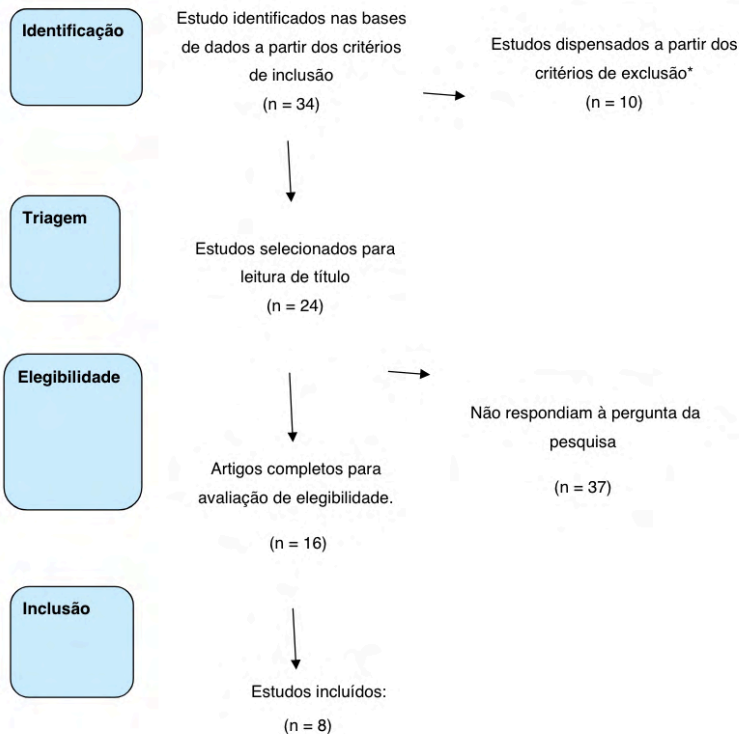 Identificação
Estudo identificados nas bases
de dados a partir dos critérios
de inclusão
(n = 34)
Estudos dispensados a partir dos
critérios de exclusão*
(n = 10)
Triagem
Estudos selecionados para
leitura de título
(n = 24)
Elegibilidade
Não respondiam à pergunta da
pesquisa
(n = 37)
Artigos completos para
avaliação de elegibilidade.
(n = 16)
Inclusão
Estudos incluídos:
(n = 8)